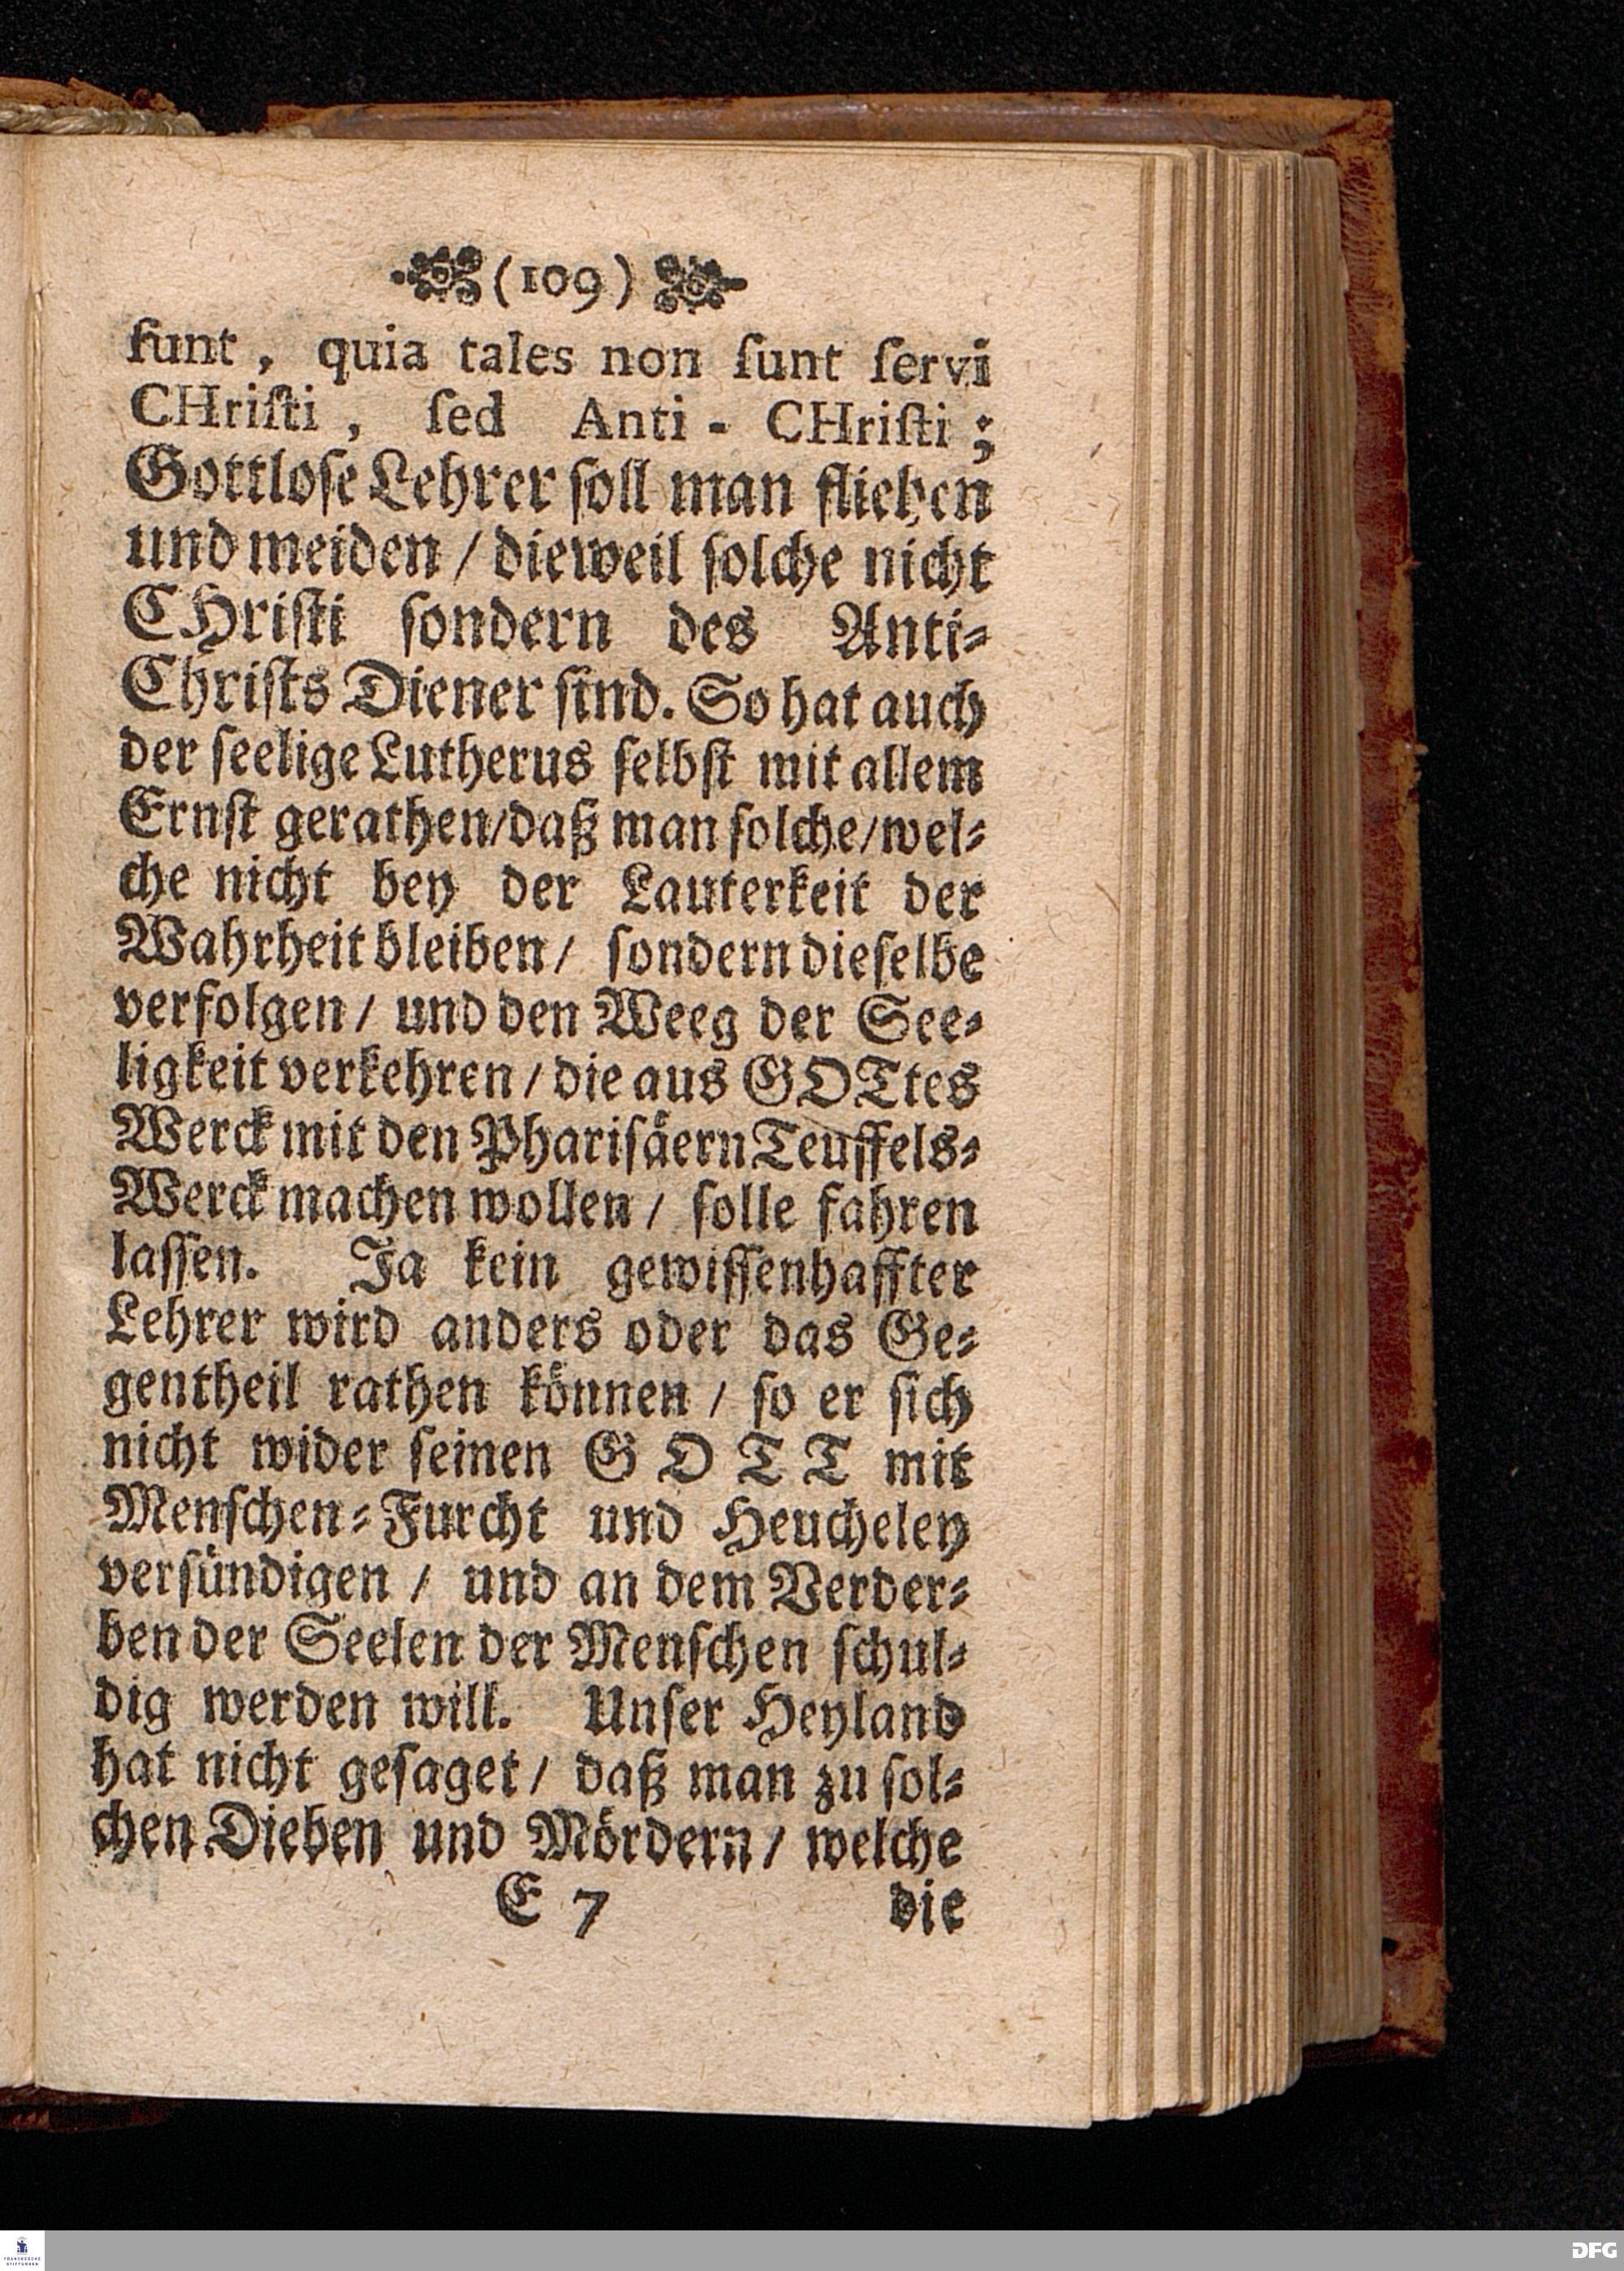 (109)
ſunt, quia tales non ſunt ſervi
CHriſti, ſed Anti-CHriſti;
Gottloſe Lehrer ſoll man fliehen
und meiden / dieweil ſolche nicht
CHriſti ſondern des Anti-
Chriſts Diener ſind. So hat auch
der ſeelige Lutherus ſelbſt mit allem
Ernſt gerathen/daß man ſolche/wel-
che nicht bey der Lauterkeit der
Wahrheit bleiben/ ſondern dieſelbe
verfolgen/ und den Weeg der See-
ligkeit verkehren/die aus GOTtes
Werck mit den Phariſäern Teuffels-
Werck machen wollen/ ſolle fahren
laſſen. Ja kein gewiſſenhaffter
Lehrer wird anders oder das Ge-
gentheil rathen können / ſo er ſich
nicht wider ſeinen GOTT mit
Menſchen-Furcht und Heucheley
verſündigen / und an dem Verder-
ben der Seelen der Menſchen ſchul-
dig werden will. Unſer Heyland
hat nicht geſaget/ daß man zu ſol-
chen Dieben und Mördern/ welche
E 7 die
FRANCKESCHE
STIFTUNGEN
DFG